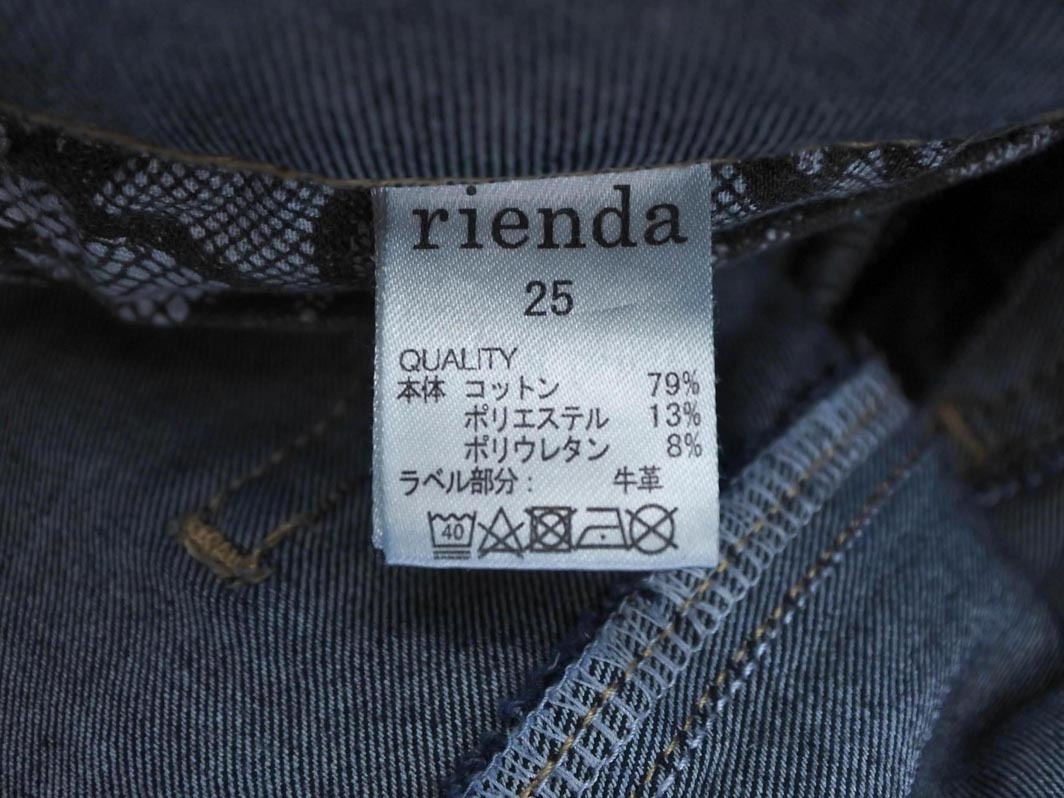 rienda
25
QUALITY
本体 コットン 79%
ポリエステル 13%
ポリウレタン 8%
ラベル部分: 牛革
40